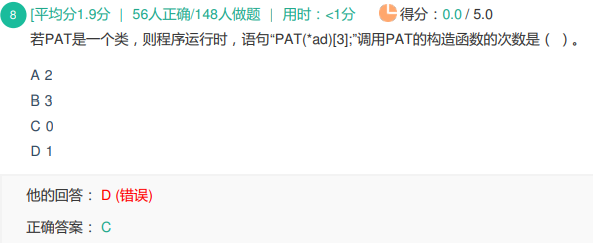 8 [平均分1.9分 | 56人正确/148人做题 | 用时：<1分 得分：0.0 / 5.0
若PAT是一个类，则程序运行时，语句“PAT(*ad)[3];”调用PAT的构造函数的次数是（ ）。
A 2
B 3
C 0
D 1
他的回答： D (错误)
正确答案： C